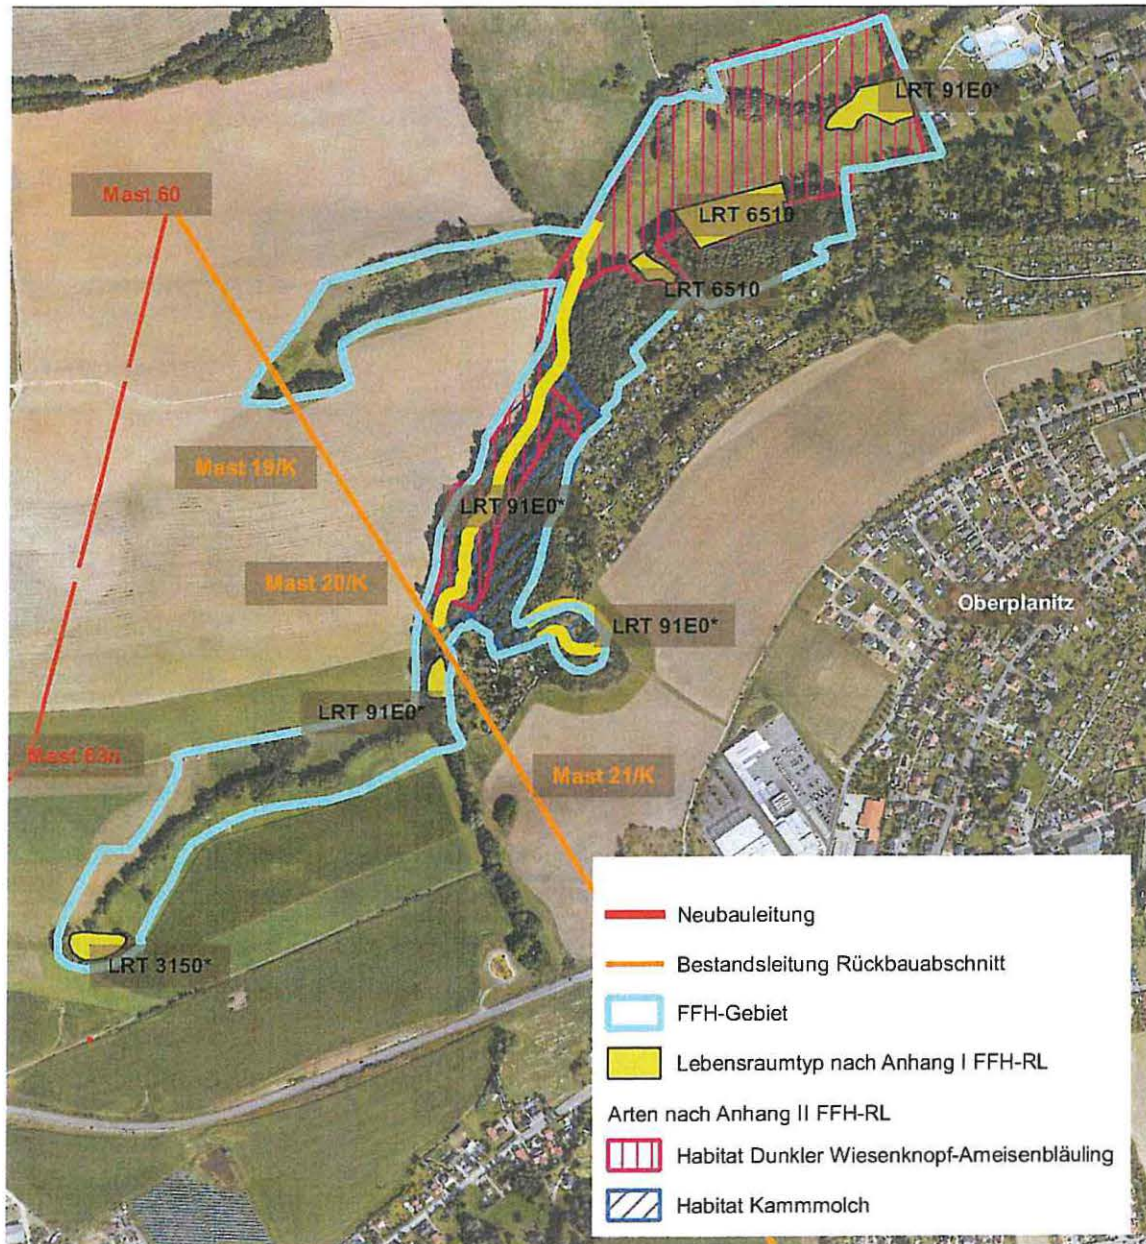 LRT 91E0*
Mast 60
LRT 6510
LRT 6510
Mast 19/K
LRT 91E0*
Mast 20/K
Oberplanitz
LRT 91E0*
LRT 91E0*
Mast 63n
Mast 21/K
LRT 3150*
Neubauleitung
Bestandsleitung Rückbauabschnitt
FFH-Gebiet
Lebensraumtyp nach Anhang I FFH-RL
Arten nach Anhang II FFH-RL
Habitat Dunkler Wiesenknopf-Ameisenbläuling
Habitat Kammmolch